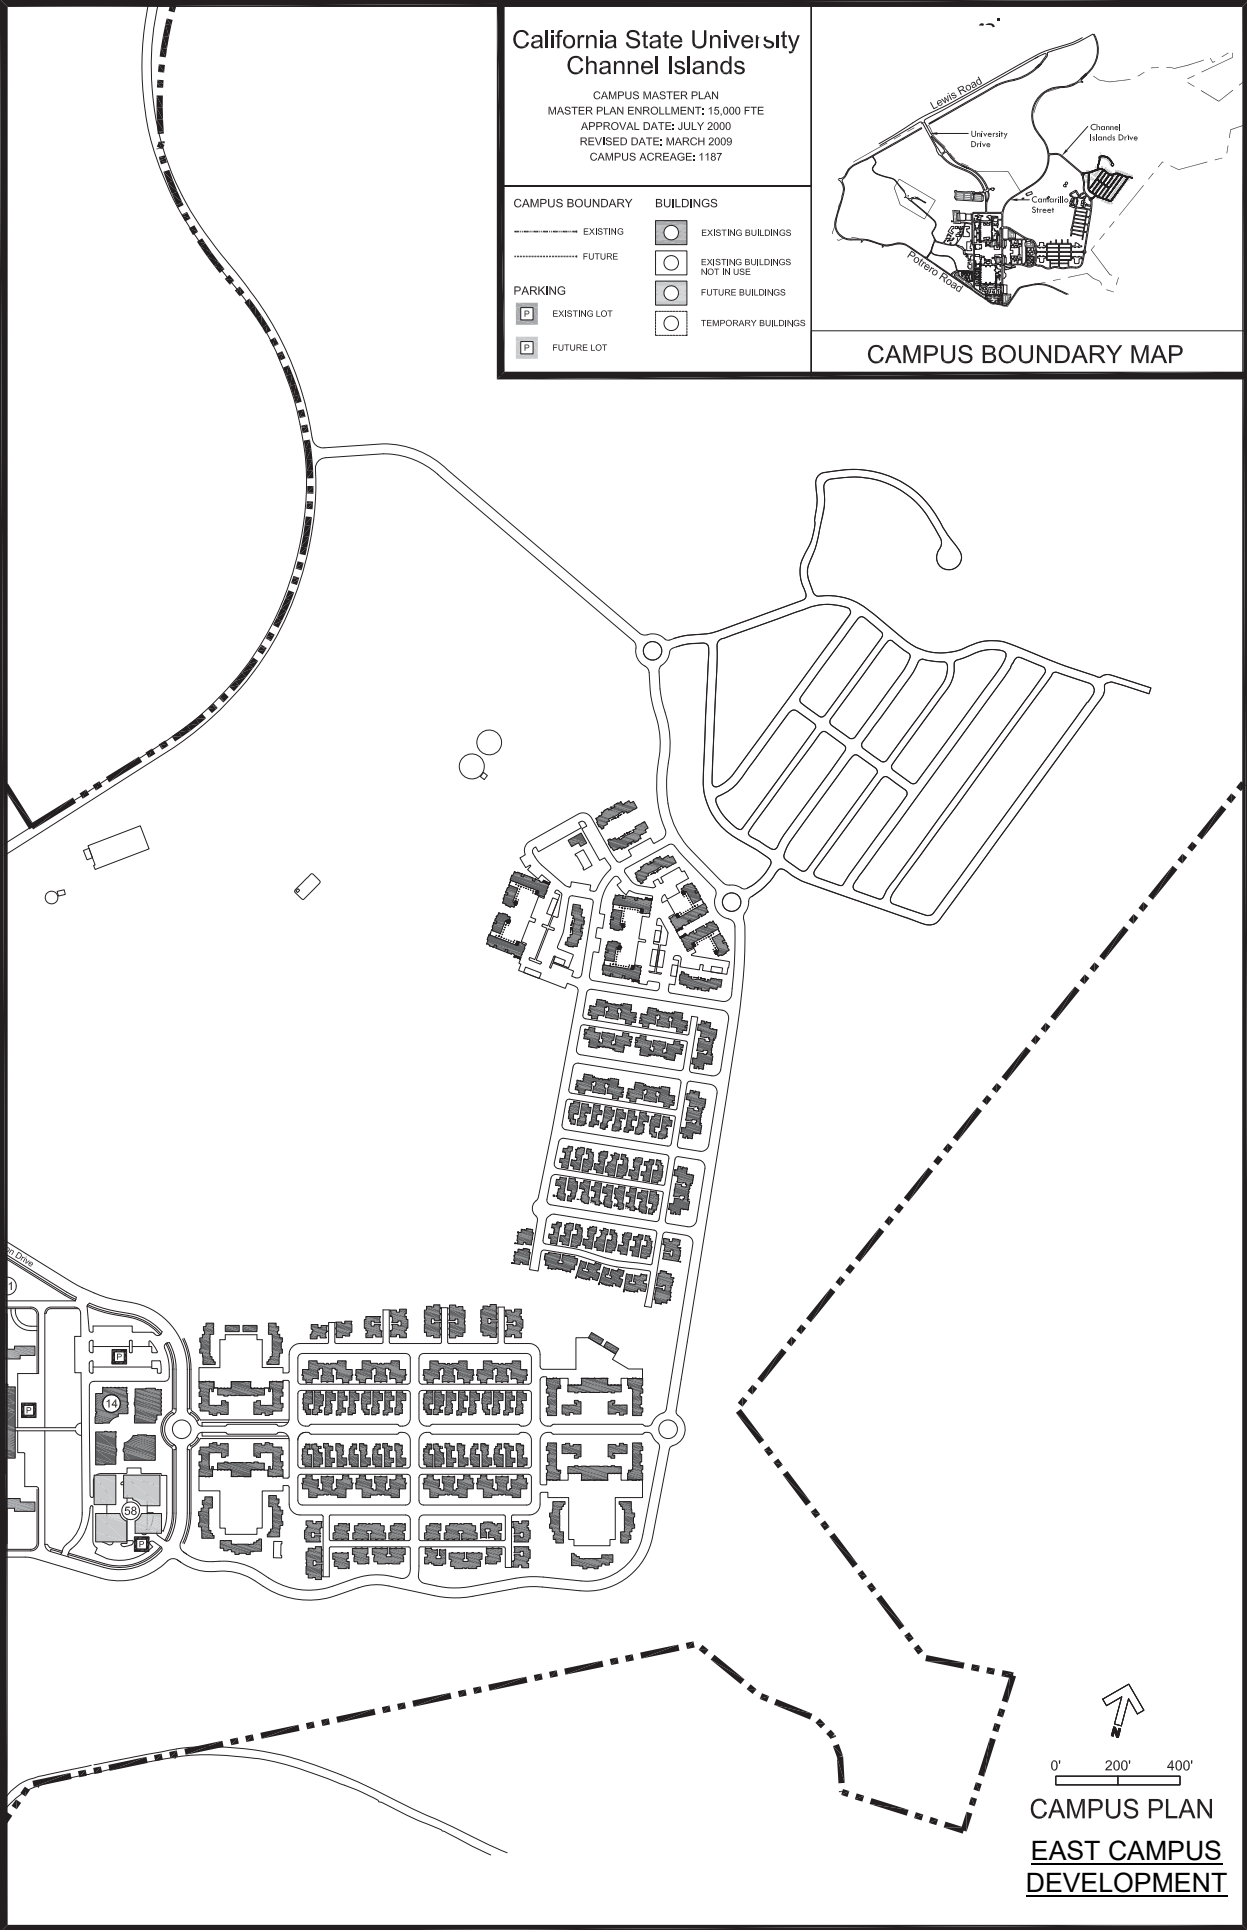 California State University
Channel Islands
CAMPUS MASTER PLAN
MASTER PLAN ENROLLMENT: 15,000 FTE
APPROVAL DATE: JULY 2000
REVISED DATE: MARCH 2009
CAMPUS ACREAGE: 1187
CAMPUS BOUNDARY
EXISTING
FUTURE
PARKING
P EXISTING LOT
P FUTURE LOT
BUILDINGS
EXISTING BUILDINGS
EXISTING BUILDINGS
NOT IN USE
FUTURE BUILDINGS
TEMPORARY BUILDINGS
Lewis Road
University
Drive
Channel
Islands Drive
Camarillo
Street
Potrero Road
CAMPUS BOUNDARY MAP
Drive
1
P
P
14
58
P
N
0' 200' 400'
CAMPUS PLAN
EAST CAMPUS
DEVELOPMENT